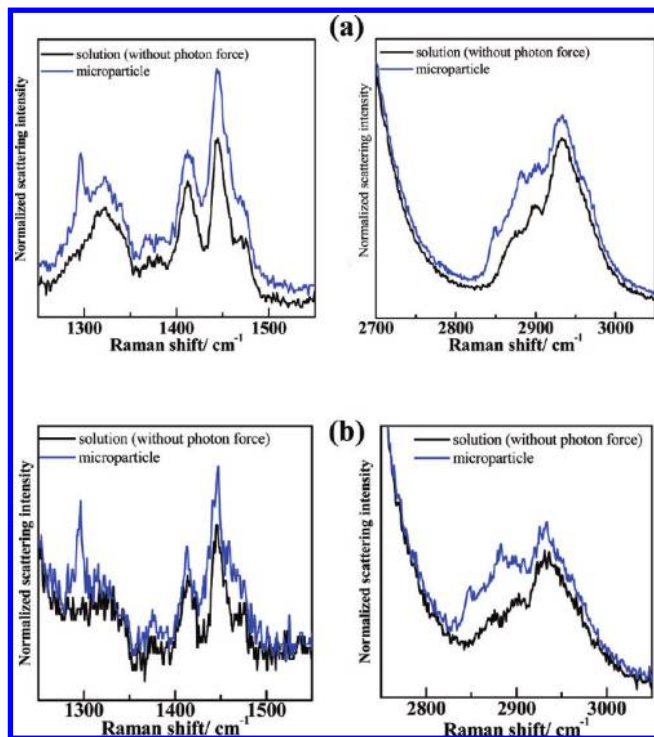 (a)
Normalized scattering intensity
solution (without photon force)
microparticle
1300 1400 1500
Raman shift/ cm⁻¹
Normalized scattering intensity
solution (without photon force)
microparticle
2700 2800 2900 3000
Raman shift/ cm⁻¹
(b)
Normalized scattering intensity
solution (without photon force)
microparticle
1300 1400 1500
Raman shift/ cm⁻¹
Normalized scattering intensity
solution (without photon force)
microparticle
2800 2900 3000
Raman shift/ cm⁻¹